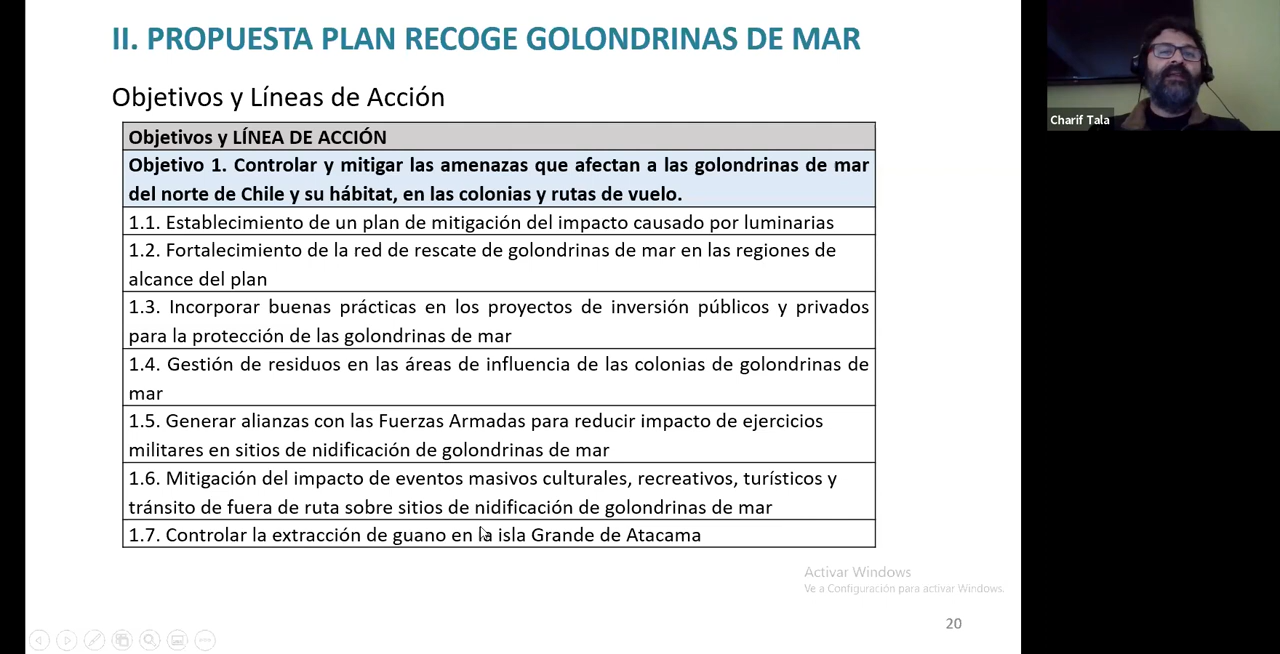 II. PROPUESTA PLAN RECOGE GOLONDRINAS DE MAR
Objetivos y Líneas de Acción
Objetivos y LÍNEA DE ACCIÓN
Objetivo 1. Controlar y mitigar las amenazas que afectan a las golondrinas de mar
del norte de Chile y su hábitat, en las colonias y rutas de vuelo.
1.1. Establecimiento de un plan de mitigación del impacto causado por luminarias
1.2. Fortalecimiento de la red de rescate de golondrinas de mar en las regiones de
alcance del plan
1.3. Incorporar buenas prácticas en los proyectos de inversión públicos y privados
para la protección de las golondrinas de mar
1.4. Gestión de residuos en las áreas de influencia de las colonias de golondrinas de
mar
1.5. Generar alianzas con las Fuerzas Armadas para reducir impacto de ejercicios
militares en sitios de nidificación de golondrinas de mar
1.6. Mitigación del impacto de eventos masivos culturales, recreativos, turísticos y
tránsito de fuera de ruta sobre sitios de nidificación de golondrinas de mar
1.7. Controlar la extracción de guano en la isla Grande de Atacama
Activar Windows
Ve a Configuración para activar Windows.
20
Charif Tala